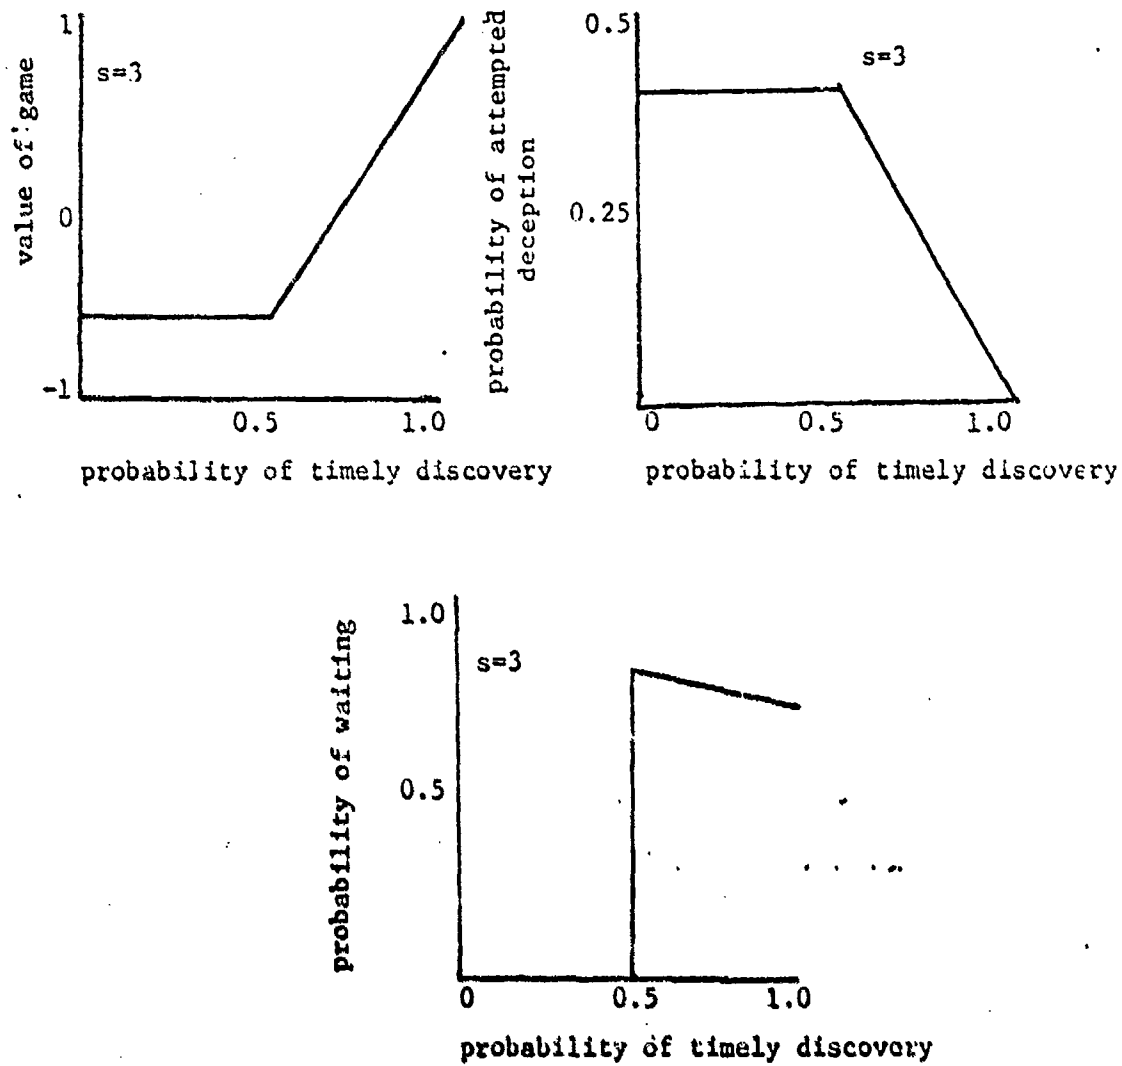 value of game
1
0
-1
s=3
0.5
1.0
probability of timely discovery
probability of attempted
deception
0.5
0.25
s=3
0
0.5
1.0
probability of timely discovery
probability of waiting
1.0
0.5
s=3
0
0.5
1.0
probability of timely discovery